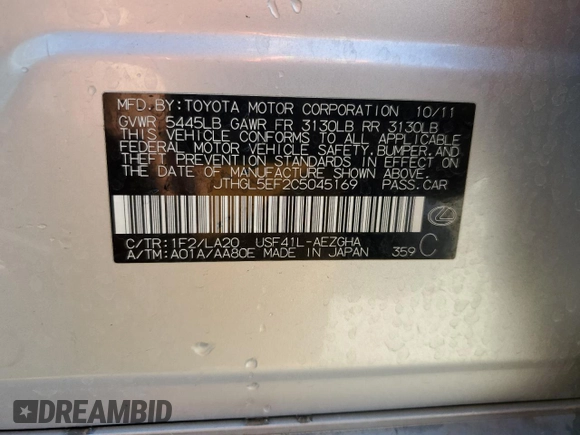 MFD.BY:TOYOTA MOTOR CORPORATION 10/11
GVWR 5445LB GAWR FR 3130LB RR 3130LB
THIS VEHICLE CONFORMS TO ALL APPLICABLE
FEDERAL MOTOR VEHICLE SAFETY,BUMPER,AND
THEFT PREVENTION STANDARDS IN EFFECT ON
THE DATE OF MANUFACTURE SHOWN ABOVE.
JTHGL5EF2C5045169 PASS.CAR
C/TR:1F2/LA20 USF41L-AEZGHA
A/TM:A01A/AA80E MADE IN JAPAN 359 C
DREAMBID